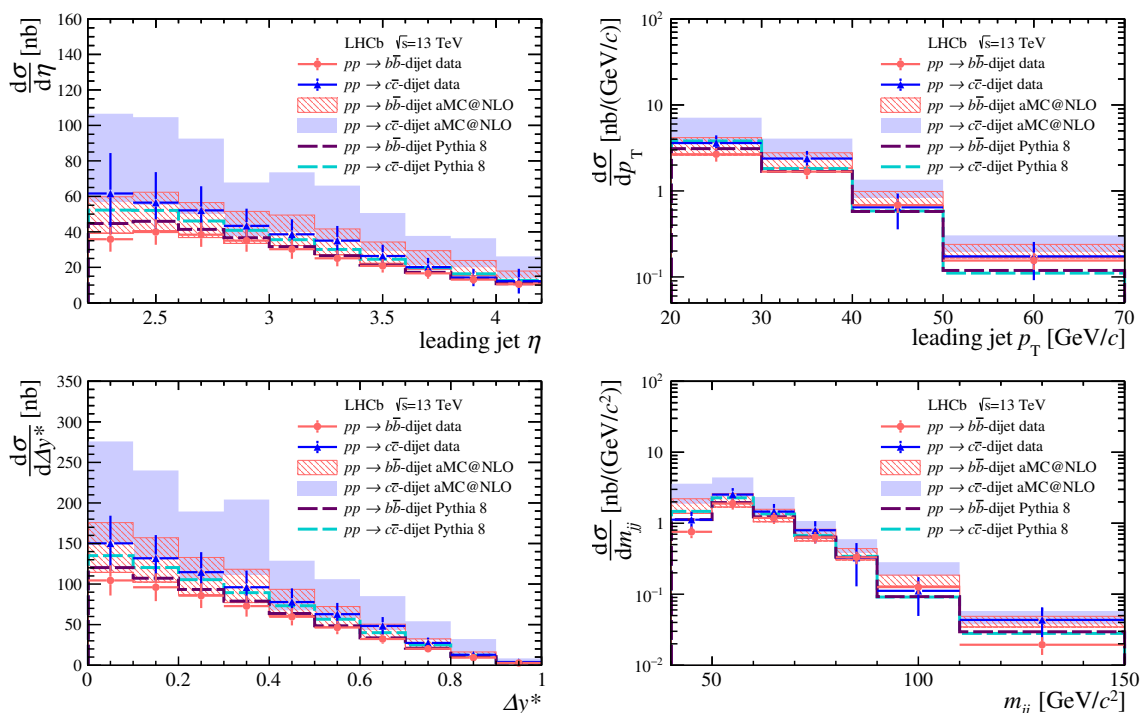 dσ/dη [nb]
160
140
120
100
80
60
40
20
0
LHCb √s=13 TeV
pp → bb̅-dijet data
pp → cc̅-dijet data
pp → bb̅-dijet aMC@NLO
pp → cc̅-dijet aMC@NLO
pp → bb̅-dijet Pythia 8
pp → cc̅-dijet Pythia 8
2.5 3 3.5 4
leading jet η
dσ/dp_T [nb/(GeV/c)]
10²
10
1
10⁻¹
LHCb √s=13 TeV
pp → bb̅-dijet data
pp → cc̅-dijet data
pp → bb̅-dijet aMC@NLO
pp → cc̅-dijet aMC@NLO
pp → bb̅-dijet Pythia 8
pp → cc̅-dijet Pythia 8
20 30 40 50 60 70
leading jet p_T [GeV/c]
dσ/dΔy* [nb]
350
300
250
200
150
100
50
0
LHCb √s=13 TeV
pp → bb̅-dijet data
pp → cc̅-dijet data
pp → bb̅-dijet aMC@NLO
pp → cc̅-dijet aMC@NLO
pp → bb̅-dijet Pythia 8
pp → cc̅-dijet Pythia 8
0 0.2 0.4 0.6 0.8 1
Δy*
dσ/dm_jj [nb/(GeV/c²)]
10²
10
1
10⁻¹
10⁻²
LHCb √s=13 TeV
pp → bb̅-dijet data
pp → cc̅-dijet data
pp → bb̅-dijet aMC@NLO
pp → cc̅-dijet aMC@NLO
pp → bb̅-dijet Pythia 8
pp → cc̅-dijet Pythia 8
50 100 150
m_jj [GeV/c²]